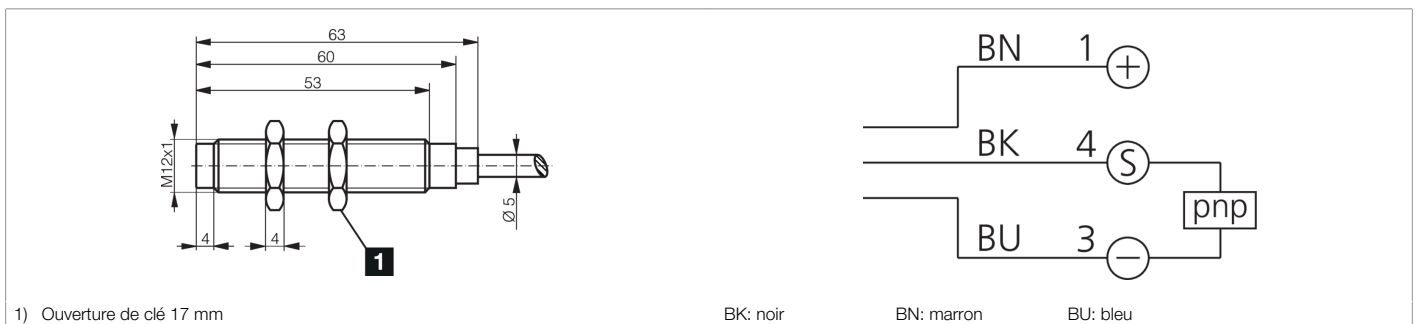 63
60
53
M12x1
4
4
Ø 5
1
BN 1 +
BK 4 S
pnp
BU 3 −
1) Ouverture de clé 17 mm
BK: noir BN: marron BU: bleu